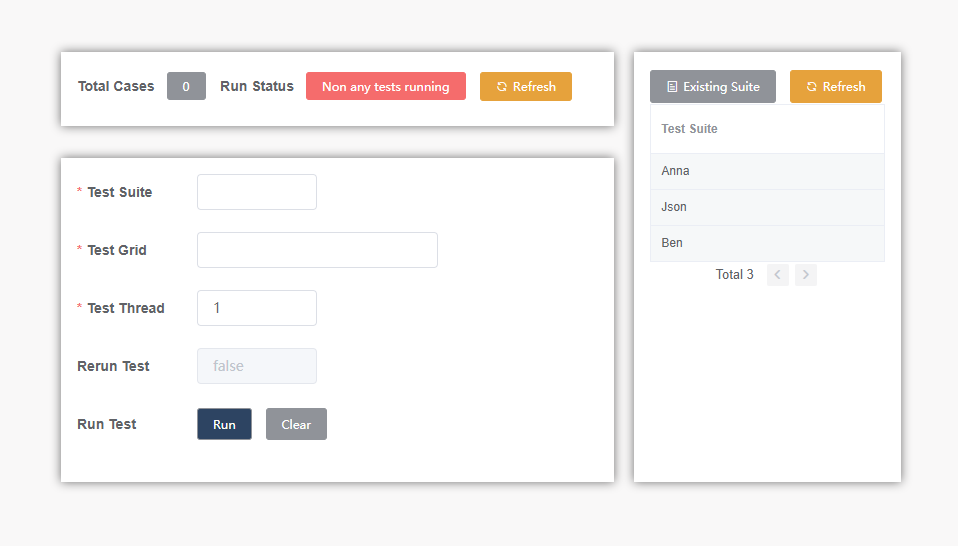 Total Cases 0 Run Status Non any tests running Refresh
* Test Suite
* Test Grid
* Test Thread 1
Rerun Test false
Run Test Run Clear
Existing Suite Refresh
Test Suite
Anna
Json
Ben
Total 3